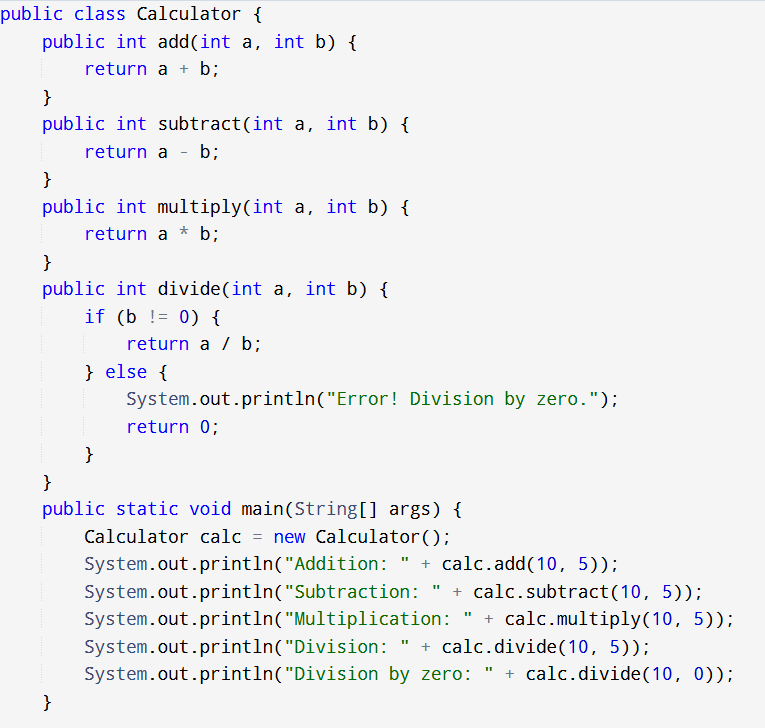 public class Calculator {
    public int add(int a, int b) {
        return a + b;
    }
    public int subtract(int a, int b) {
        return a - b;
    }
    public int multiply(int a, int b) {
        return a * b;
    }
    public int divide(int a, int b) {
        if (b != 0) {
            return a / b;
        } else {
            System.out.println("Error! Division by zero.");
            return 0;
        }
    }
    public static void main(String[] args) {
        Calculator calc = new Calculator();
        System.out.println("Addition: " + calc.add(10, 5));
        System.out.println("Subtraction: " + calc.subtract(10, 5));
        System.out.println("Multiplication: " + calc.multiply(10, 5));
        System.out.println("Division: " + calc.divide(10, 5));
        System.out.println("Division by zero: " + calc.divide(10, 0));
    }